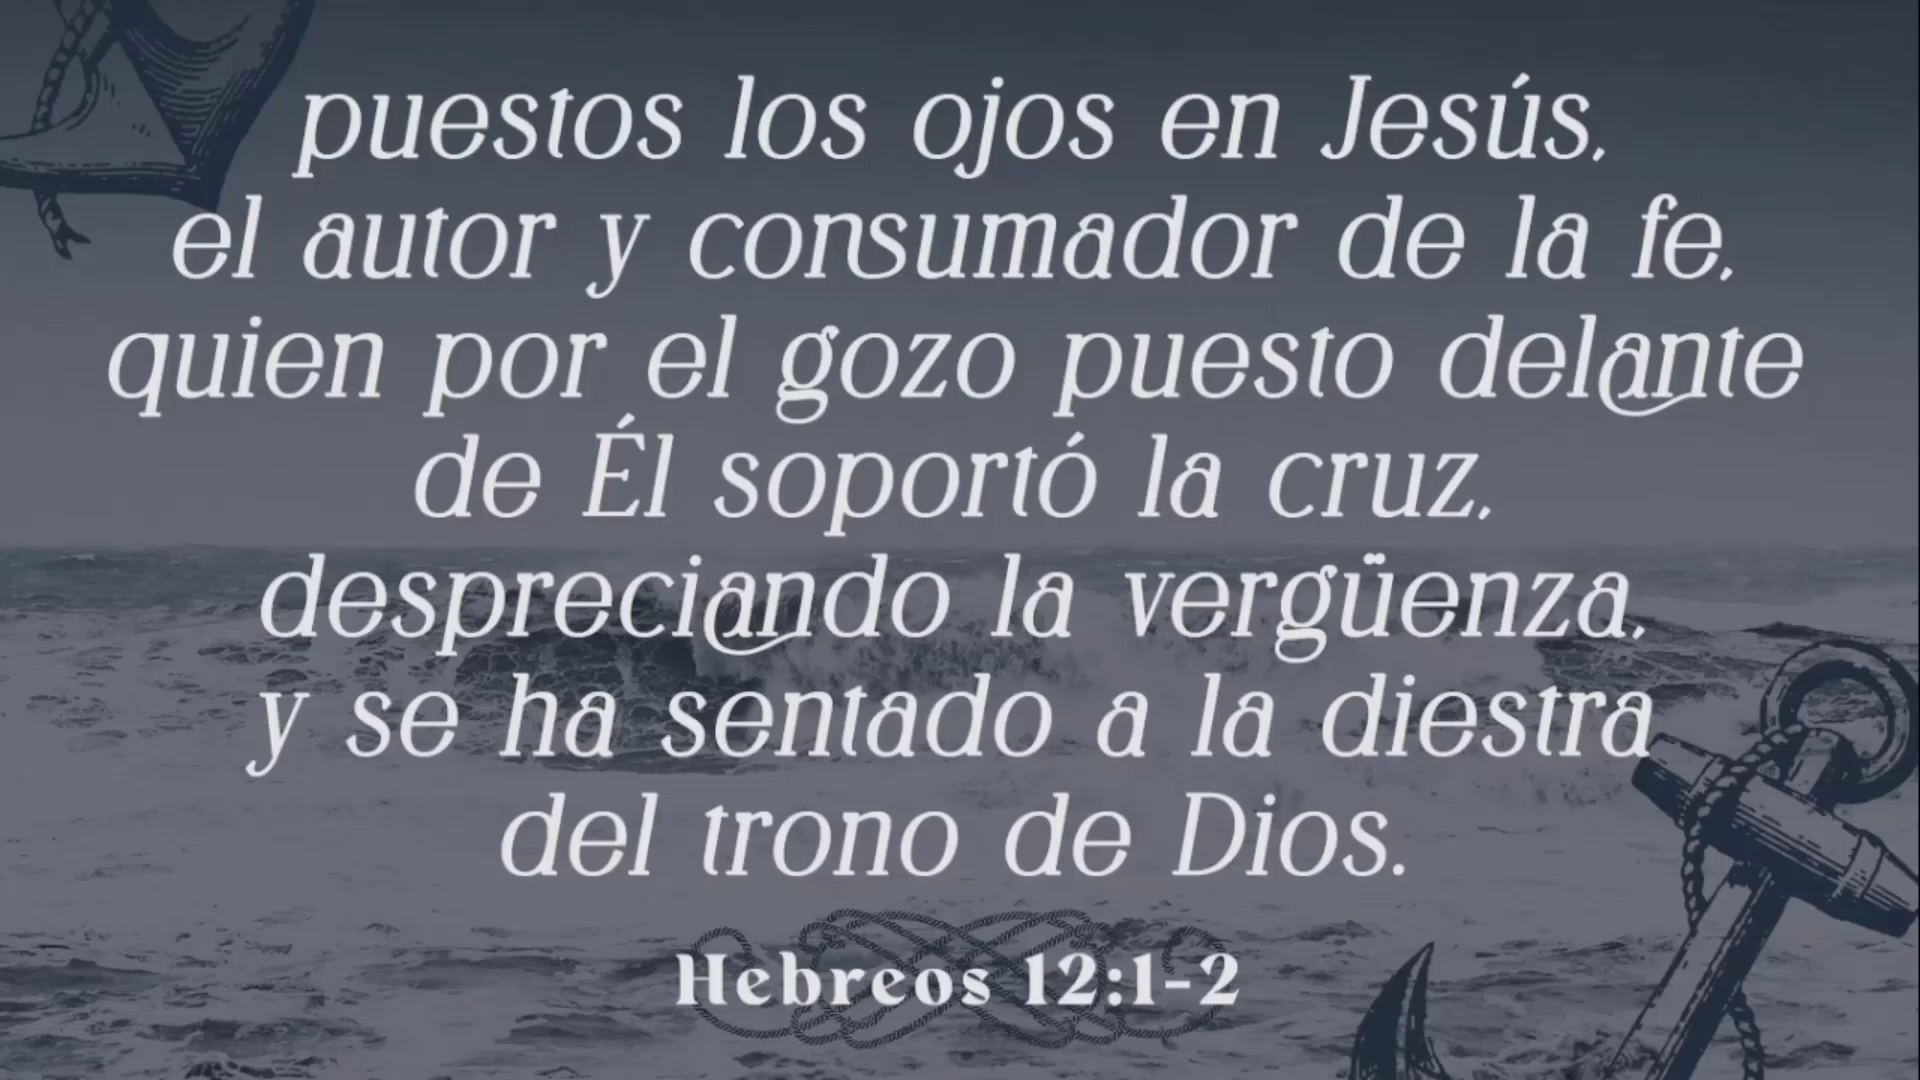 puestos los ojos en Jesús,
el autor y consumador de la fe,
quien por el gozo puesto delante
de Él soportó la cruz,
despreciando la vergüenza,
y se ha sentado a la diestra
del trono de Dios.
Hebreos 12:1-2